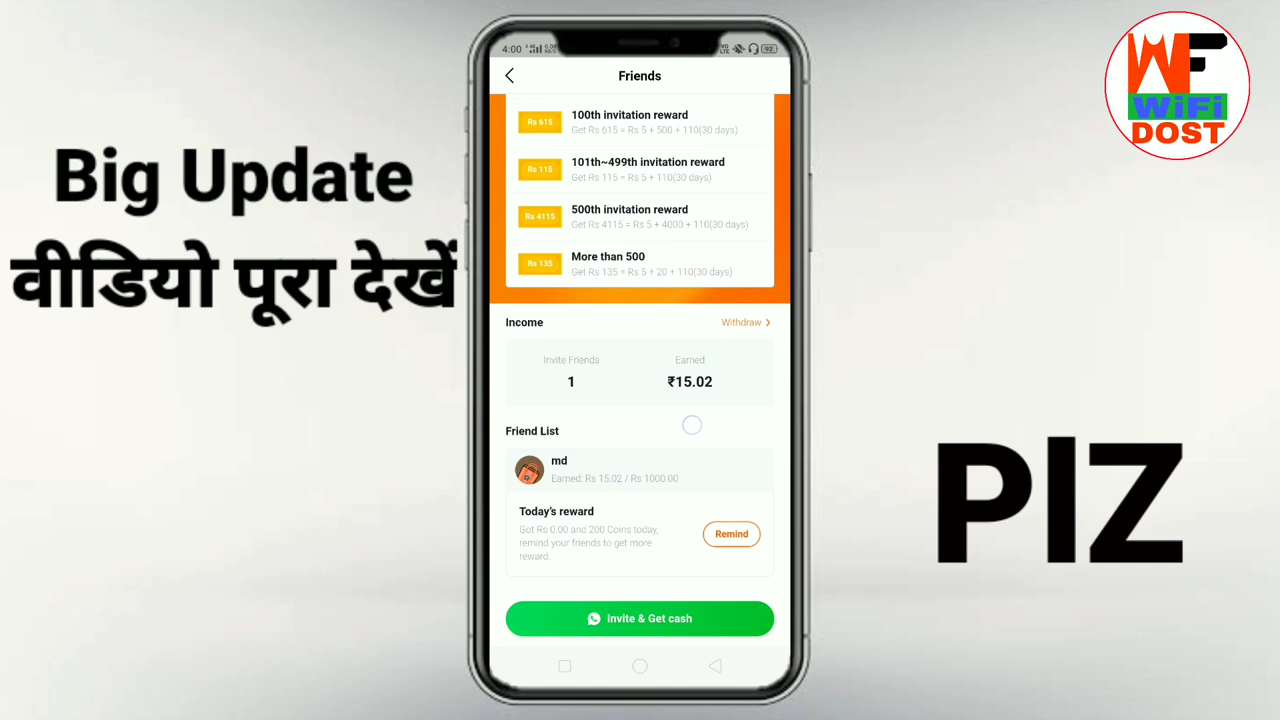 Big Update
वीडियो पूरा देखें
4:00
92
Friends
Rs 615
100th invitation reward
Get Rs 615 = Rs 5 + 500 + 110(30 days)
Rs 115
101th~499th invitation reward
Get Rs 115 = Rs 5 + 110(30 days)
Rs 4115
500th invitation reward
Get Rs 4115 = Rs 5 + 4000 + 110(30 days)
Rs 135
More than 500
Get Rs 135 = Rs 5 + 20 + 110(30 days)
Income
Withdraw
Invite Friends
Earned
1
₹15.02
Friend List
md
Earned: Rs 15.02 / Rs 1000.00
Today's reward
Got Rs 0.00 and 200 Coins today,
remind your friends to get more
reward.
Remind
Invite & Get cash
WF
WiFi
DOST
PlZ